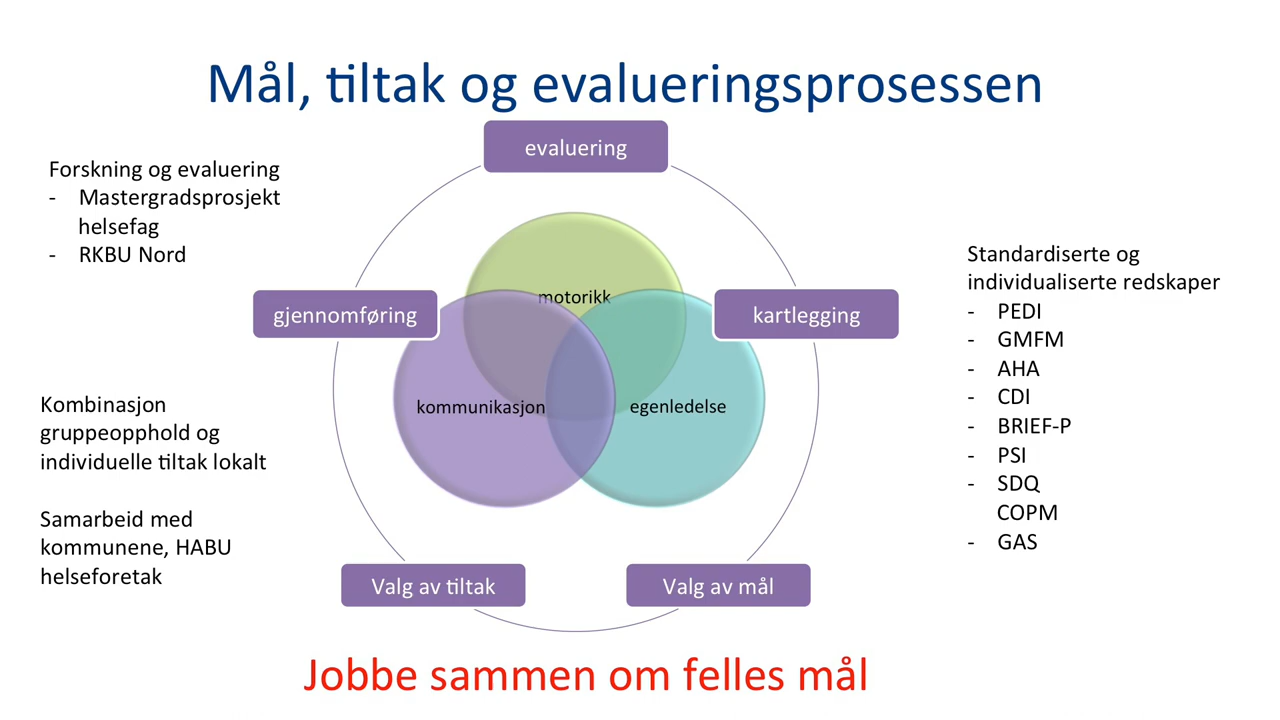 Mål, tiltak og evalueringsprosessen
evaluering
Forskning og evaluering
- Mastergradsprosjekt
helsefag
- RKBU Nord
gjennomføring
motorikk
kartlegging
kommunikasjon
egenledelse
Kombinasjon
gruppeopphold og
individuelle tiltak lokalt
Samarbeid med
kommunene, HABU
helseforetak
Standardiserte og
individualiserte redskaper
- PEDI
- GMFM
- AHA
- CDI
- BRIEF-P
- PSI
- SDQ
COPM
- GAS
Valg av tiltak
Valg av mål
Jobbe sammen om felles mål